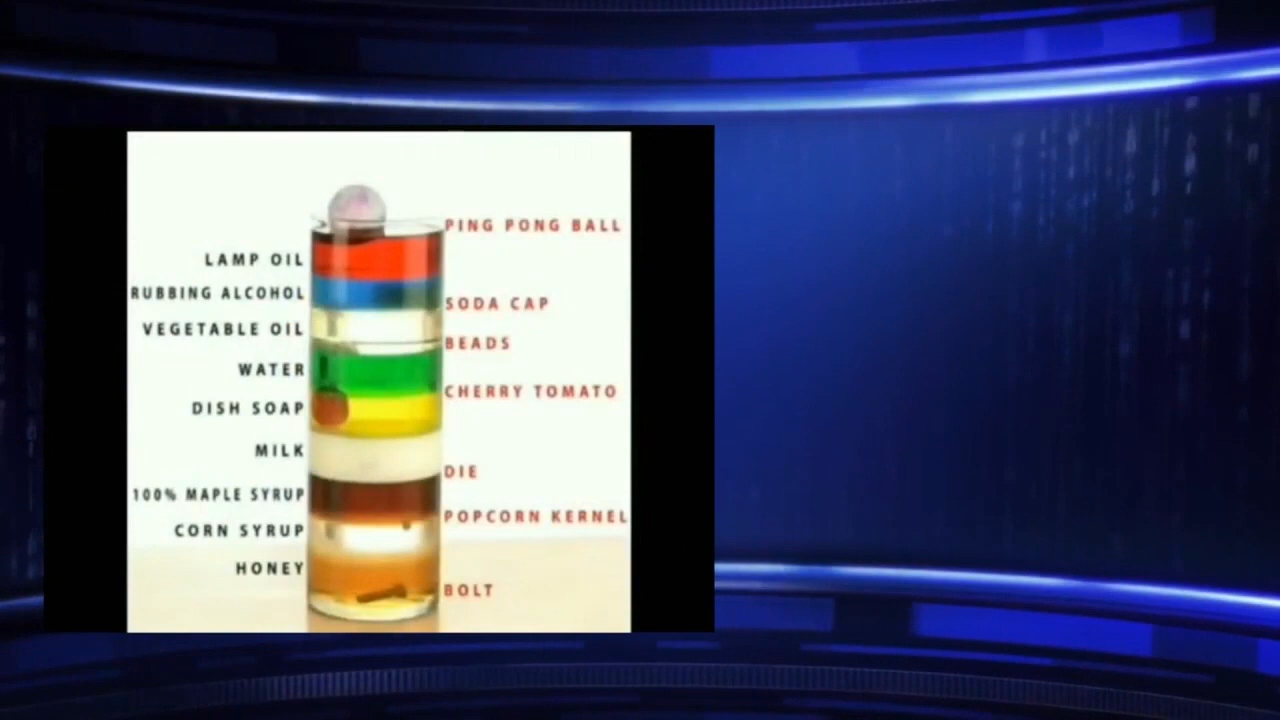 PING PONG BALL
LAMP OIL
RUBBING ALCOHOL
SODA CAP
VEGETABLE OIL
BEADS
WATER
CHERRY TOMATO
DISH SOAP
MILK
DIE
100% MAPLE SYRUP
POPCORN KERNEL
CORN SYRUP
HONEY
BOLT